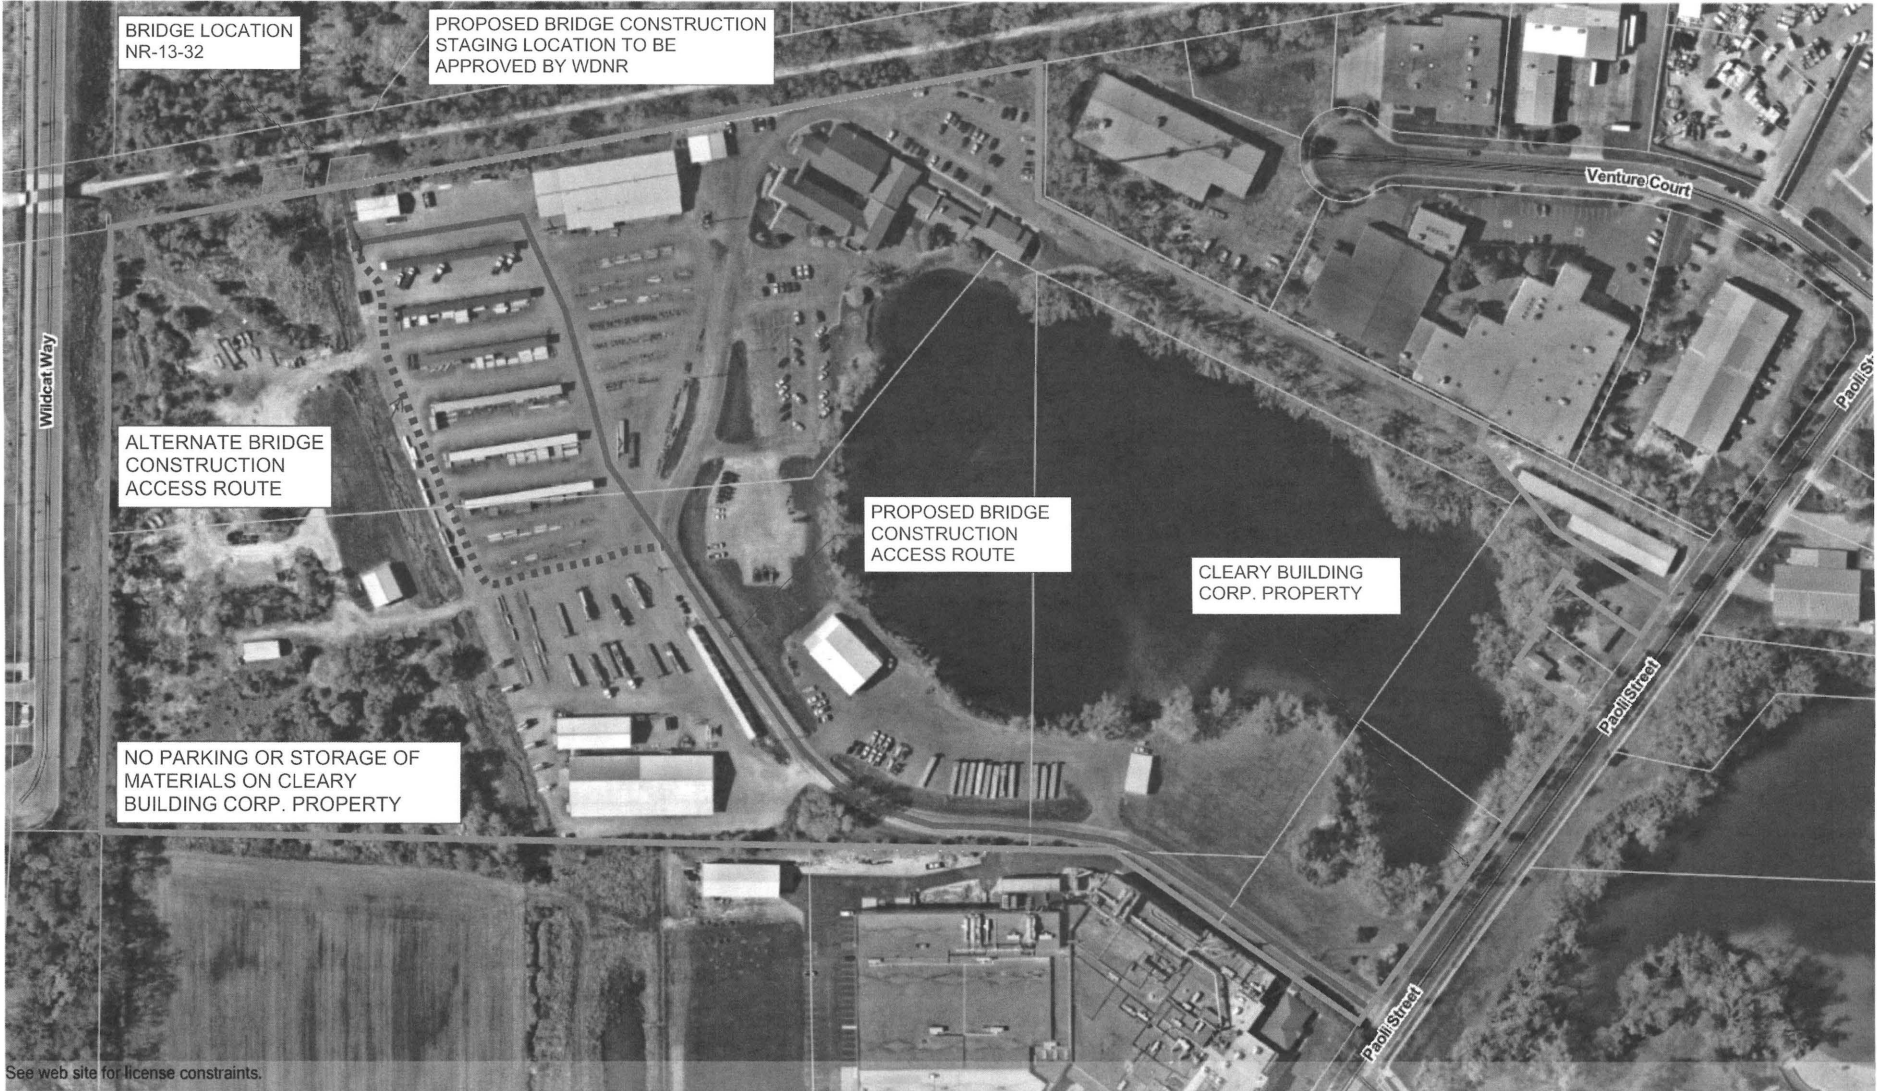 BRIDGE LOCATION
NR-13-32
PROPOSED BRIDGE CONSTRUCTION
STAGING LOCATION TO BE
APPROVED BY WDNR
Venture Court
Paoli St
Wildcat Way
ALTERNATE BRIDGE
CONSTRUCTION
ACCESS ROUTE
PROPOSED BRIDGE
CONSTRUCTION
ACCESS ROUTE
CLEARY BUILDING
CORP. PROPERTY
Paoli Street
NO PARKING OR STORAGE OF
MATERIALS ON CLEARY
BUILDING CORP. PROPERTY
Paoli Street
See web site for license constraints.